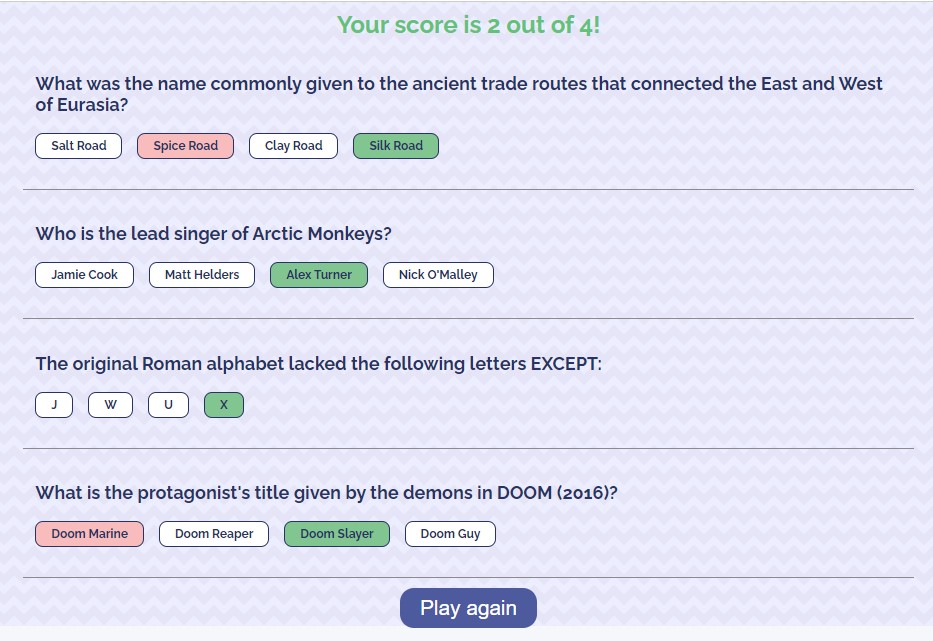 Your score is 2 out of 4!
What was the name commonly given to the ancient trade routes that connected the East and West
of Eurasia?
Salt Road Spice Road Clay Road Silk Road
Who is the lead singer of Arctic Monkeys?
Jamie Cook Matt Helders Alex Turner Nick O'Malley
The original Roman alphabet lacked the following letters EXCEPT:
J W U X
What is the protagonist's title given by the demons in DOOM (2016)?
Doom Marine Doom Reaper Doom Slayer Doom Guy
Play again